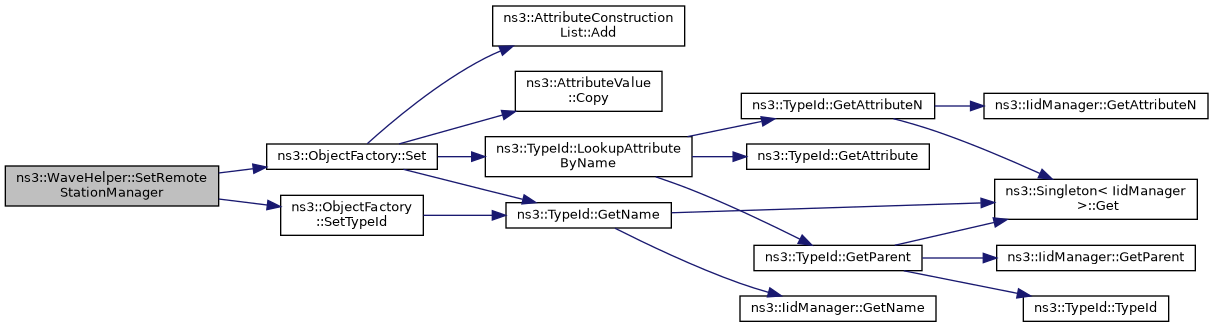 ns3::WaveHelper::SetRemote
StationManager
ns3::ObjectFactory::Set
ns3::ObjectFactory
::SetTypeId
ns3::AttributeConstruction
List::Add
ns3::AttributeValue
::Copy
ns3::TypeId::LookupAttribute
ByName
ns3::TypeId::GetName
ns3::TypeId::GetAttributeN
ns3::TypeId::GetAttribute
ns3::TypeId::GetParent
ns3::IidManager::GetName
ns3::IidManager::GetAttributeN
ns3::Singleton< IidManager
>::Get
ns3::IidManager::GetParent
ns3::TypeId::TypeId